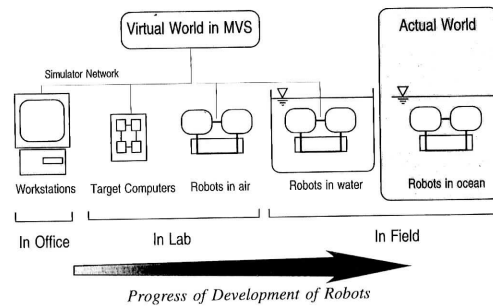 Virtual World in MVS
Actual World
Simulator Network
Workstations
Target Computers
Robots in air
Robots in water
Robots in ocean
In Office
In Lab
In Field
Progress of Development of Robots